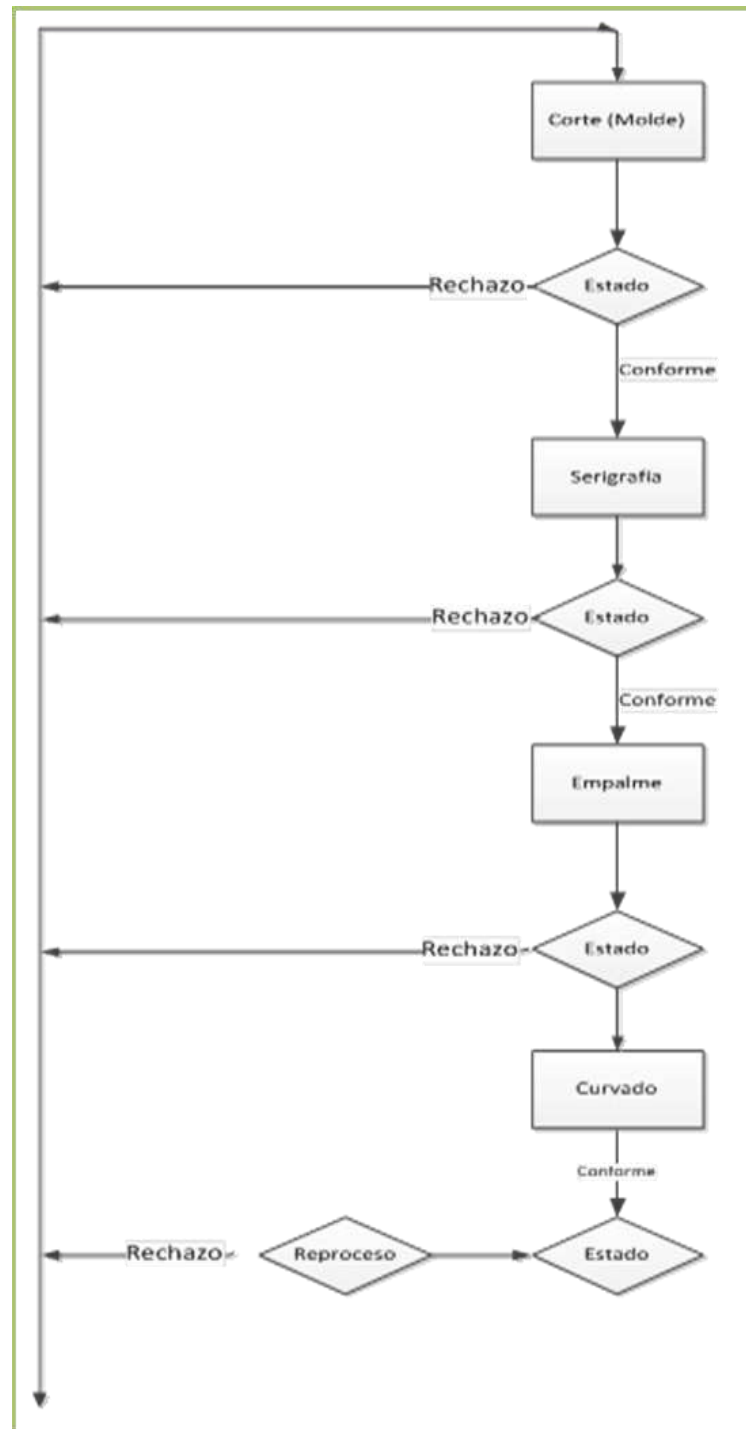 Corte (Molde)
Rechazo
Estado
Conforme
Serigrafia
Rechazo
Estado
Conforme
Empalme
Rechazo
Estado
Curvado
Conforme
Rechazo
Reproceso
Estado